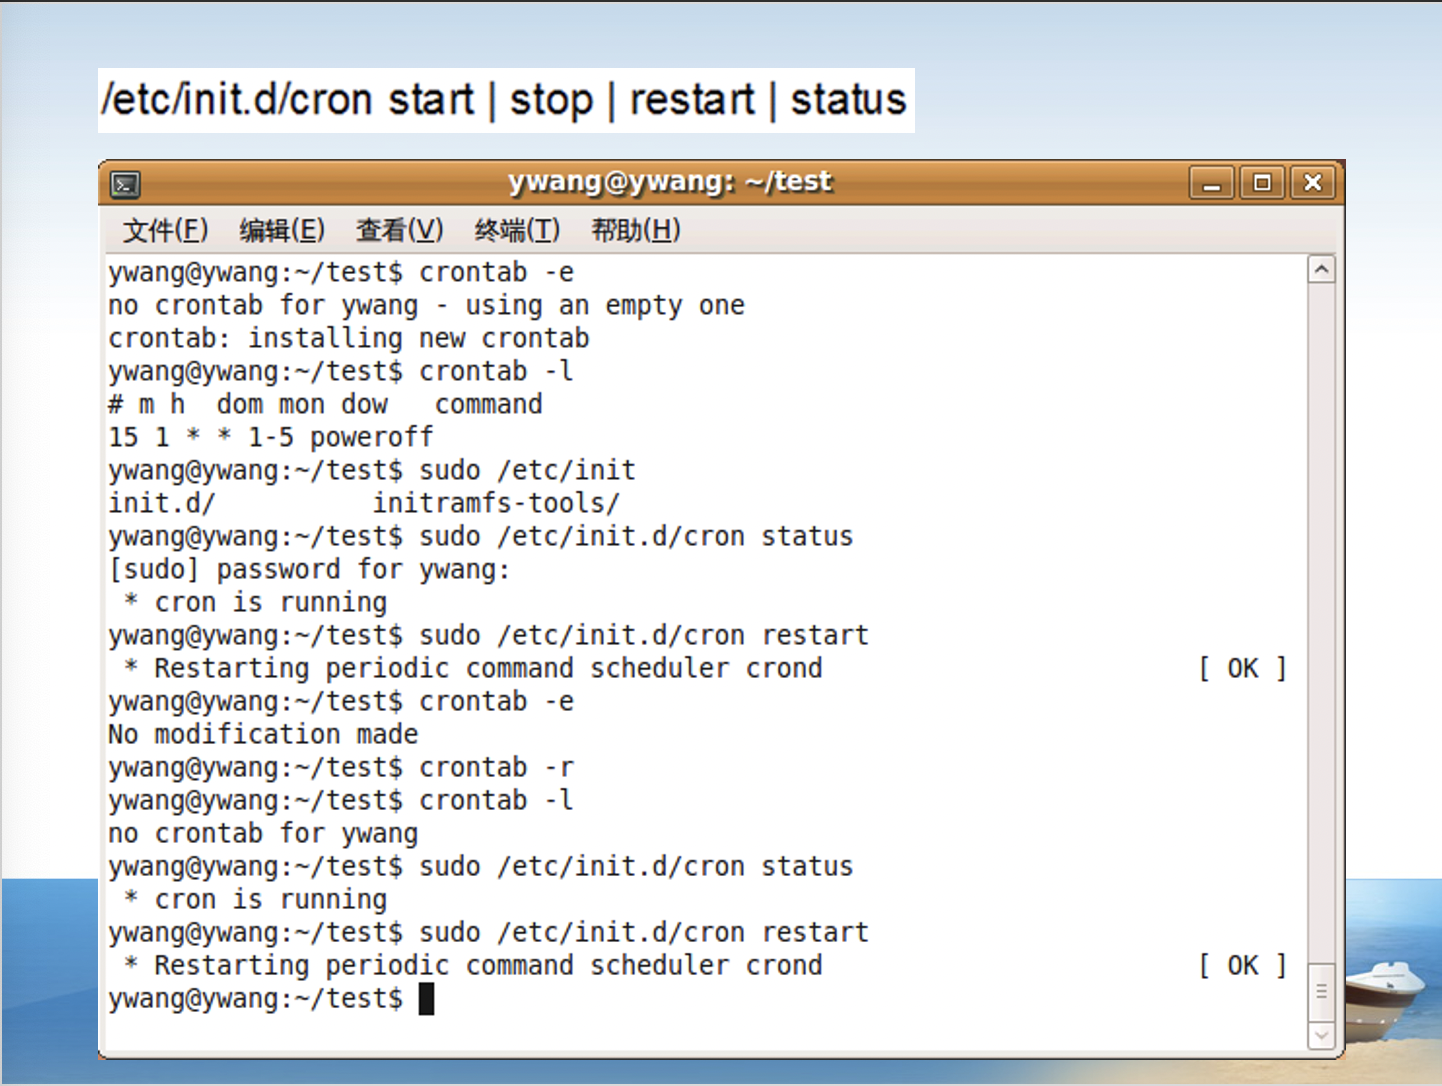 /etc/init.d/cron start | stop | restart | status
ywang@ywang: ~/test
文件(F) 编辑(E) 查看(V) 终端(T) 帮助(H)
ywang@ywang:~/test$ crontab -e
no crontab for ywang - using an empty one
crontab: installing new crontab
ywang@ywang:~/test$ crontab -l
# m h  dom mon dow   command
15 1 * * 1-5 poweroff
ywang@ywang:~/test$ sudo /etc/init
init.d/          initramfs-tools/
ywang@ywang:~/test$ sudo /etc/init.d/cron status
[sudo] password for ywang:
 * cron is running
ywang@ywang:~/test$ sudo /etc/init.d/cron restart
 * Restarting periodic command scheduler crond [ OK ]
ywang@ywang:~/test$ crontab -e
No modification made
ywang@ywang:~/test$ crontab -r
ywang@ywang:~/test$ crontab -l
no crontab for ywang
ywang@ywang:~/test$ sudo /etc/init.d/cron status
 * cron is running
ywang@ywang:~/test$ sudo /etc/init.d/cron restart
 * Restarting periodic command scheduler crond [ OK ]
ywang@ywang:~/test$